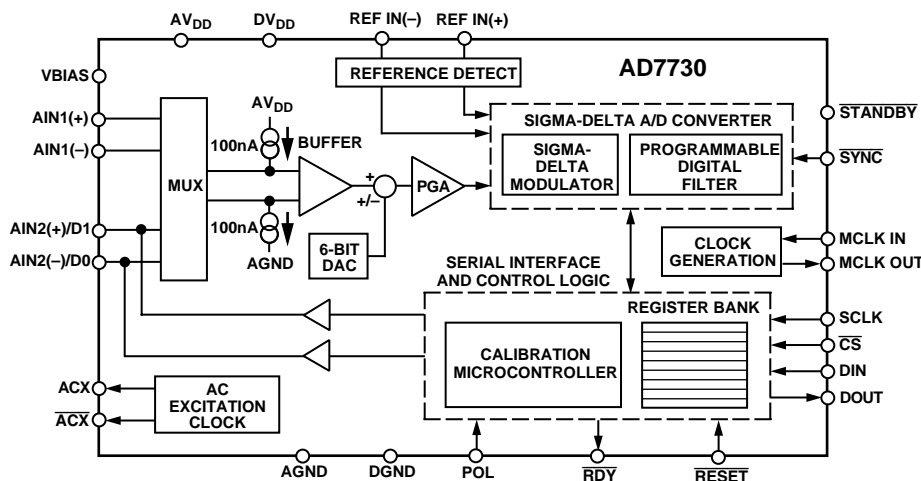 AVDD
DVDD
REF IN(–)
REF IN(+)
AD7730
VBIAS
REFERENCE DETECT
AIN1(+)
AIN1(–)
AVDD
100nA
BUFFER
MUX
SIGMA-DELTA A/D CONVERTER
SIGMA-
DELTA
MODULATOR
PROGRAMMABLE
DIGITAL
FILTER
STANDBY
SYNC
+
+/–
PGA
AIN2(+)/D1
AIN2(–)/D0
100nA
AGND
6-BIT
DAC
CLOCK
GENERATION
MCLK IN
MCLK OUT
SERIAL INTERFACE
AND CONTROL LOGIC
REGISTER BANK
CALIBRATION
MICROCONTROLLER
SCLK
CS
DIN
DOUT
ACX
ACX
AC
EXCITATION
CLOCK
AGND
DGND
POL
RDY
RESET